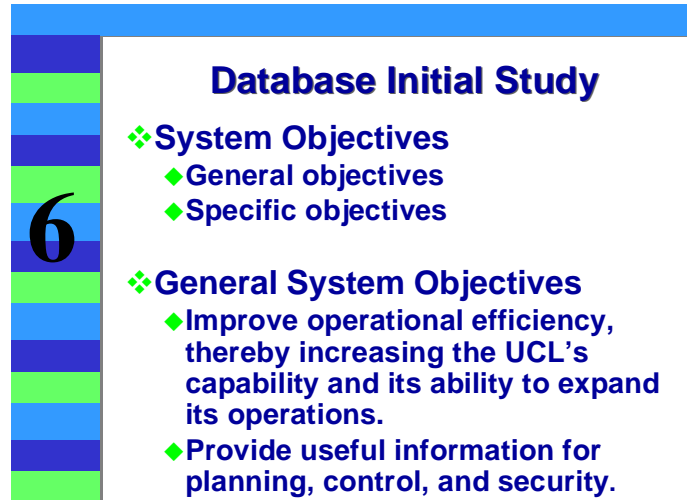 Database Initial Study
❖System Objectives
◆General objectives
◆Specific objectives
6
❖General System Objectives
◆Improve operational efficiency,
thereby increasing the UCL's
capability and its ability to expand
its operations.
◆Provide useful information for
planning, control, and security.